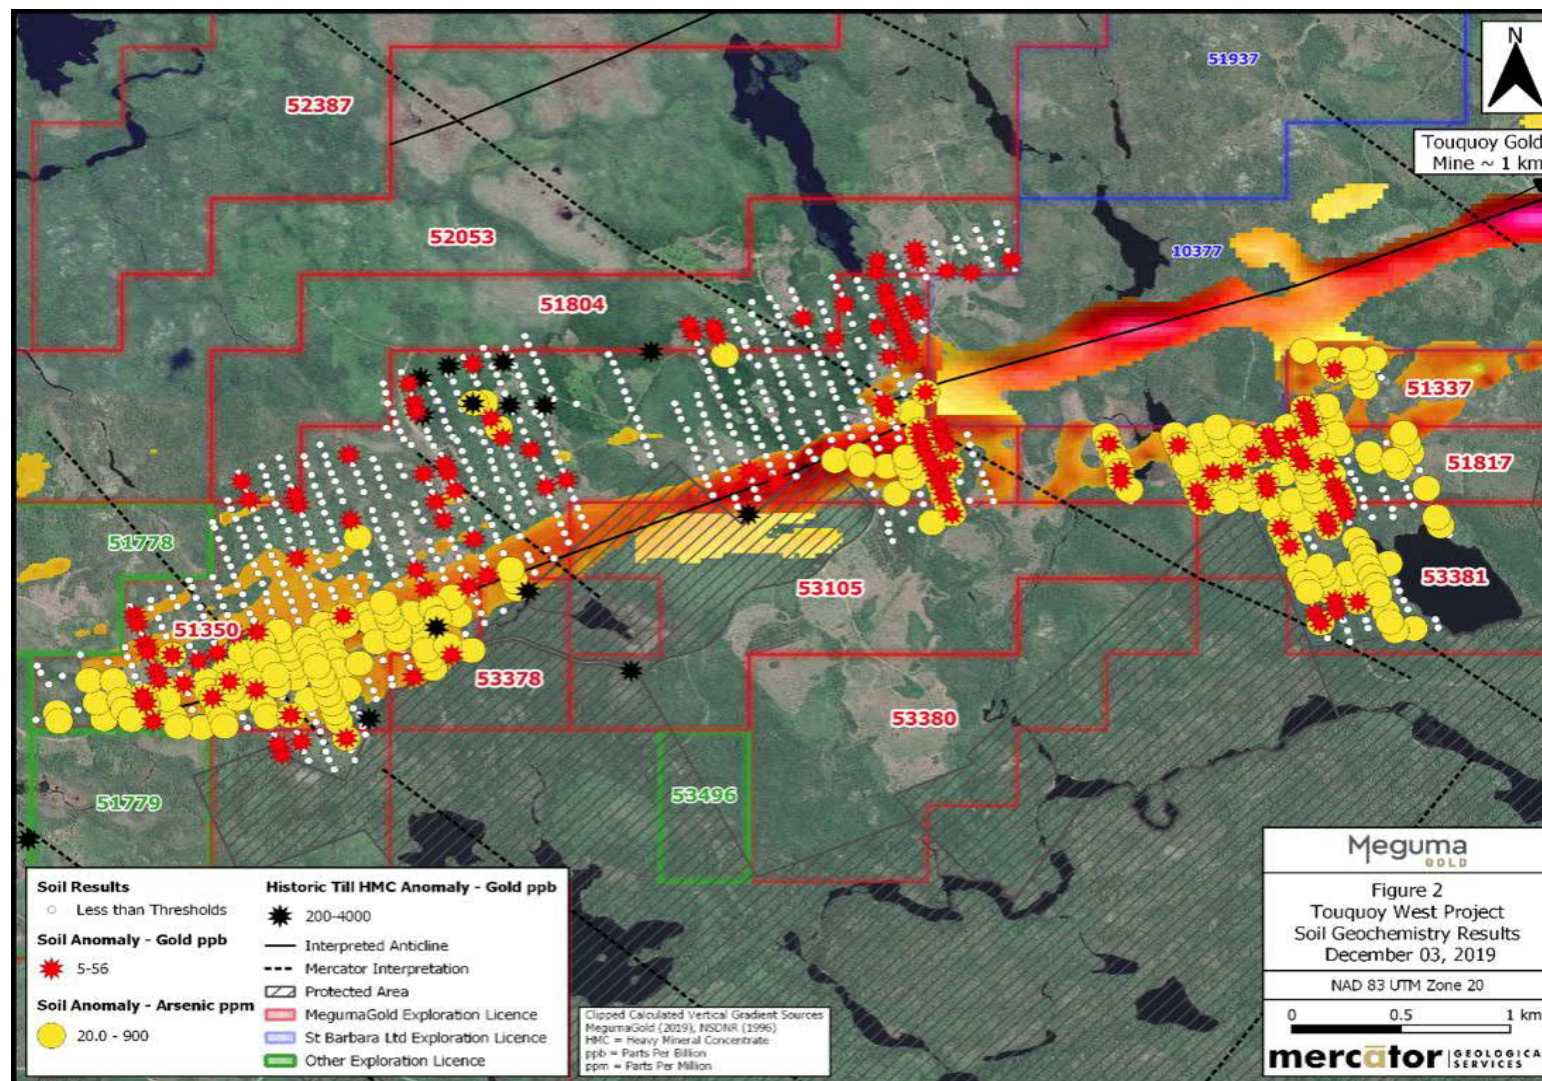 51937
52387
N
Touquoy Gold
Mine ~ 1 km
52053
10377
51804
51337
51817
51778
53105
53381
51350
53378
53380
51779
53496
Soil Results
Less than Thresholds
Soil Anomaly - Gold ppb
5-56
Soil Anomaly - Arsenic ppm
20.0 - 900
Historic Till HMC Anomaly - Gold ppb
200-4000
Interpreted Anticline
Mercator Interpretation
Protected Area
MegumaGold Exploration Licence
St Barbara Ltd Exploration Licence
Other Exploration Licence
Clipped Calculated Vertical Gradient Sources
MegumaGold (2019), NSDNR (1996)
HMC = Heavy Mineral Concentrate
ppb = Parts Per Billion
ppm = Parts Per Million
Meguma
GOLD
Figure 2
Touquoy West Project
Soil Geochemistry Results
December 03, 2019
NAD 83 UTM Zone 20
0 0.5 1 km
mercātor GEOLOGICAL
SERVICES